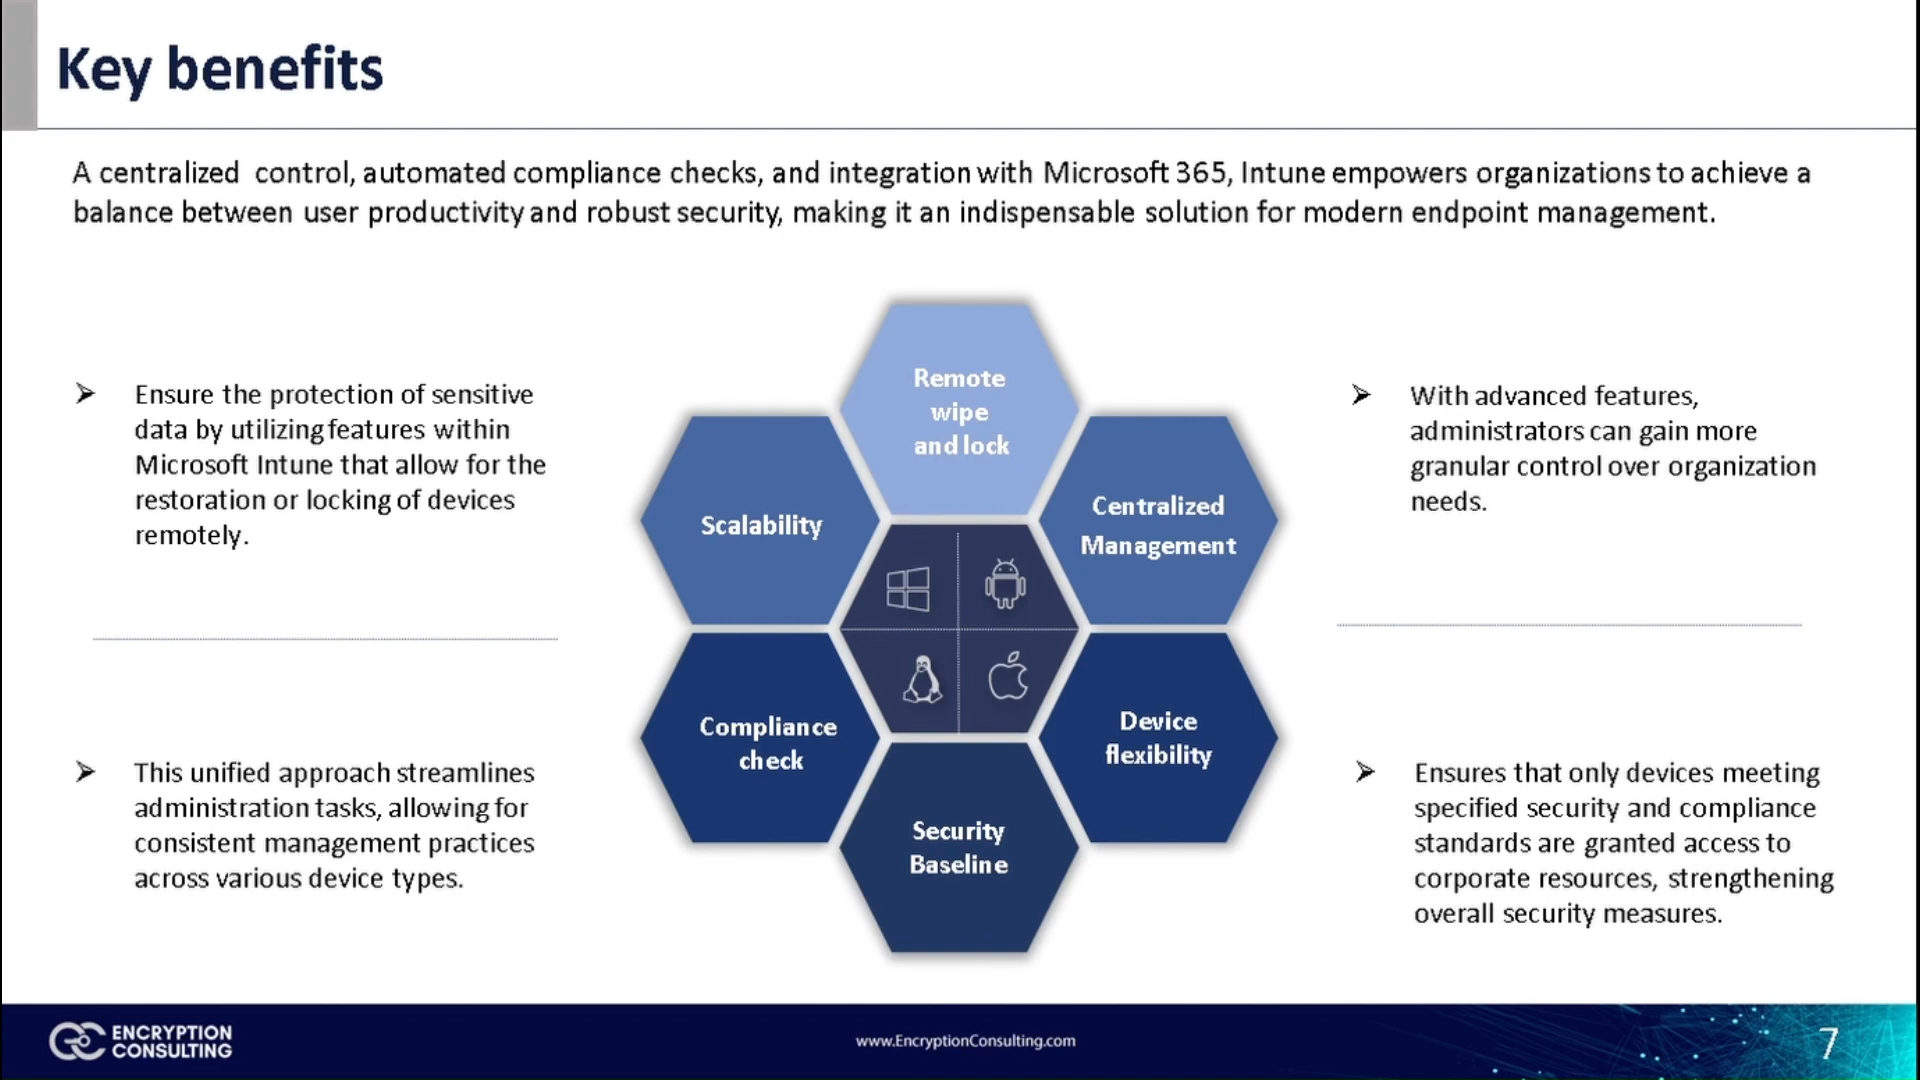 Key benefits
A centralized control, automated compliance checks, and integration with Microsoft 365, Intune empowers organizations to achieve a
balance between user productivity and robust security, making it an indispensable solution for modern endpoint management.
Ensure the protection of sensitive
data by utilizing features within
Microsoft Intune that allow for the
restoration or locking of devices
remotely.
This unified approach streamlines
administration tasks, allowing for
consistent management practices
across various device types.
Remote
wipe
and lock
Scalability
Centralized
Management
Compliance
check
Device
flexibility
Security
Baseline
With advanced features,
administrators can gain more
granular control over organization
needs.
Ensures that only devices meeting
specified security and compliance
standards are granted access to
corporate resources, strengthening
overall security measures.
ENCRYPTION
CONSULTING
www.EncryptionConsulting.com
7